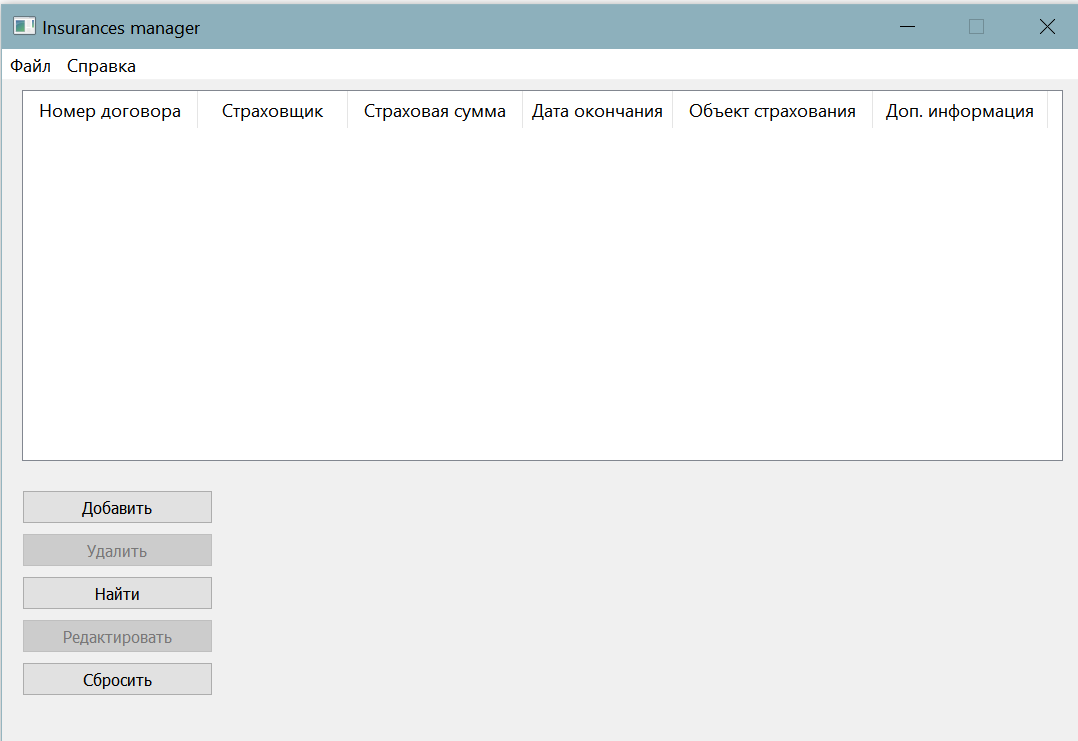 Insurances manager
Файл Справка
Номер договора Страховщик Страховая сумма Дата окончания Объект страхования Доп. информация
Добавить
Удалить
Найти
Редактировать
Сбросить